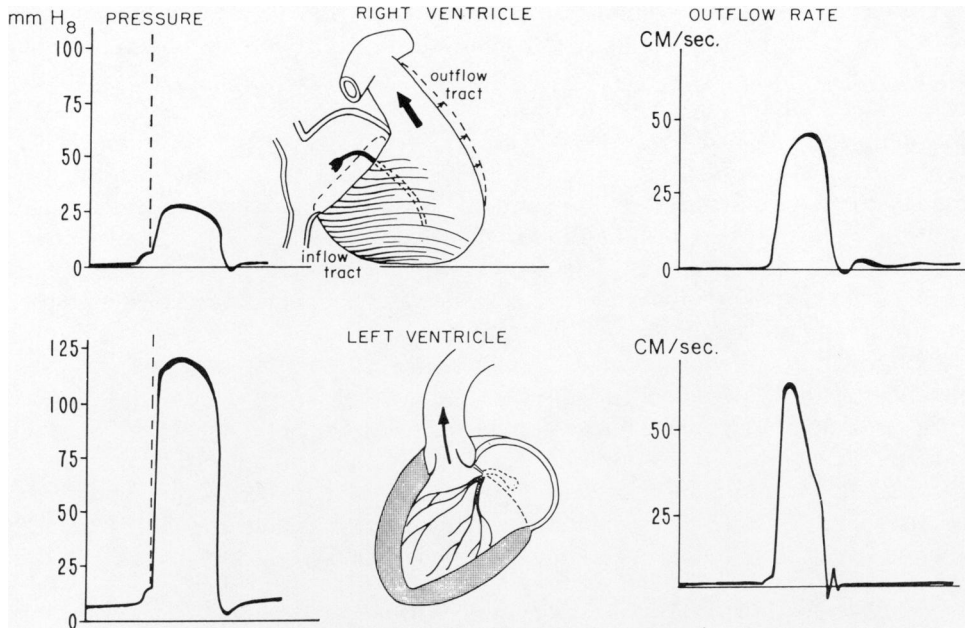 mm H8 PRESSURE
RIGHT VENTRICLE
OUTFLOW RATE
100
75
50
25
0
outflow
tract
inflow
tract
CM/sec.
50
25
0
LEFT VENTRICLE
125
100
75
50
25
0
CM/sec.
50
25